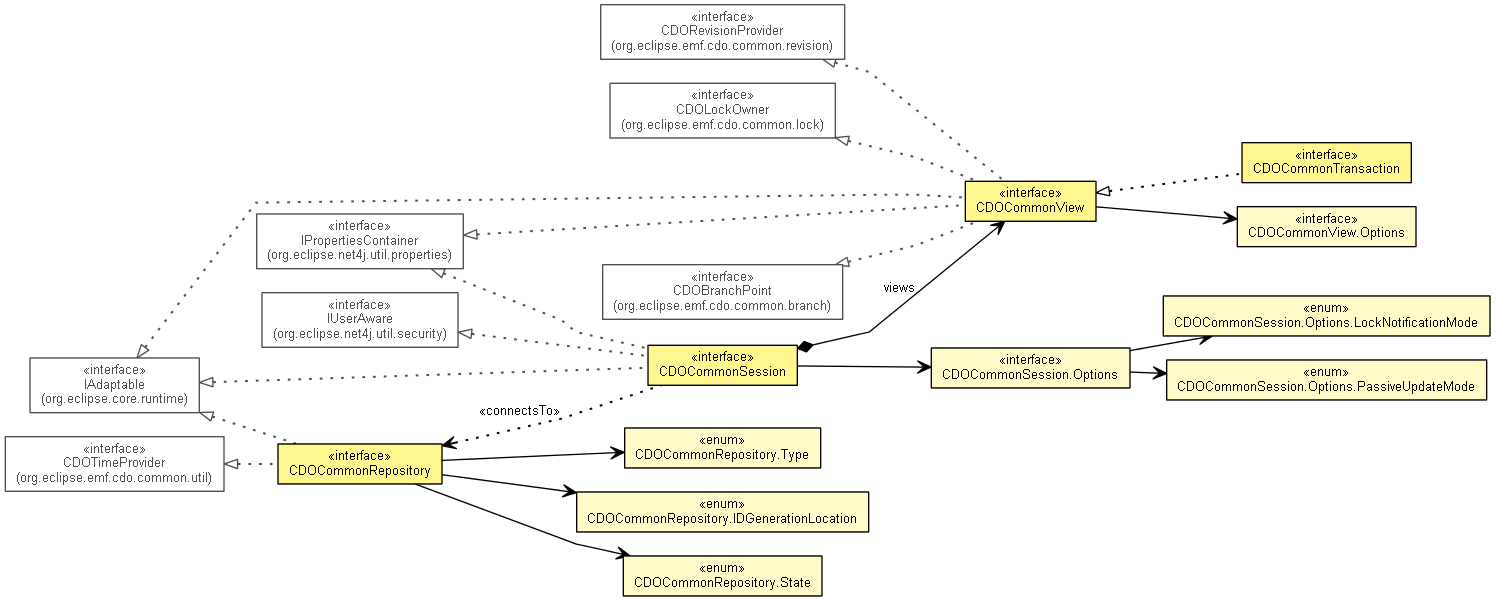 «interface»
CDORevisionProvider
(org.eclipse.emf.cdo.common.revision)
«interface»
CDOLockOwner
(org.eclipse.emf.cdo.common.lock)
«interface»
CDOCommonTransaction
«interface»
CDOCommonView
«interface»
CDOCommonView.Options
«interface»
IPropertiesContainer
(org.eclipse.net4j.util.properties)
«interface»
CDOBranchPoint
(org.eclipse.emf.cdo.common.branch)
views
«interface»
IUserAware
(org.eclipse.net4j.util.security)
«enum»
CDOCommonSession.Options.LockNotificationMode
«interface»
CDOCommonSession
«interface»
CDOCommonSession.Options
«enum»
CDOCommonSession.Options.PassiveUpdateMode
«interface»
IAdaptable
(org.eclipse.core.runtime)
«connectsTo»
«interface»
CDOTimeProvider
(org.eclipse.emf.cdo.common.util)
«interface»
CDOCommonRepository
«enum»
CDOCommonRepository.Type
«enum»
CDOCommonRepository.IDGenerationLocation
«enum»
CDOCommonRepository.State